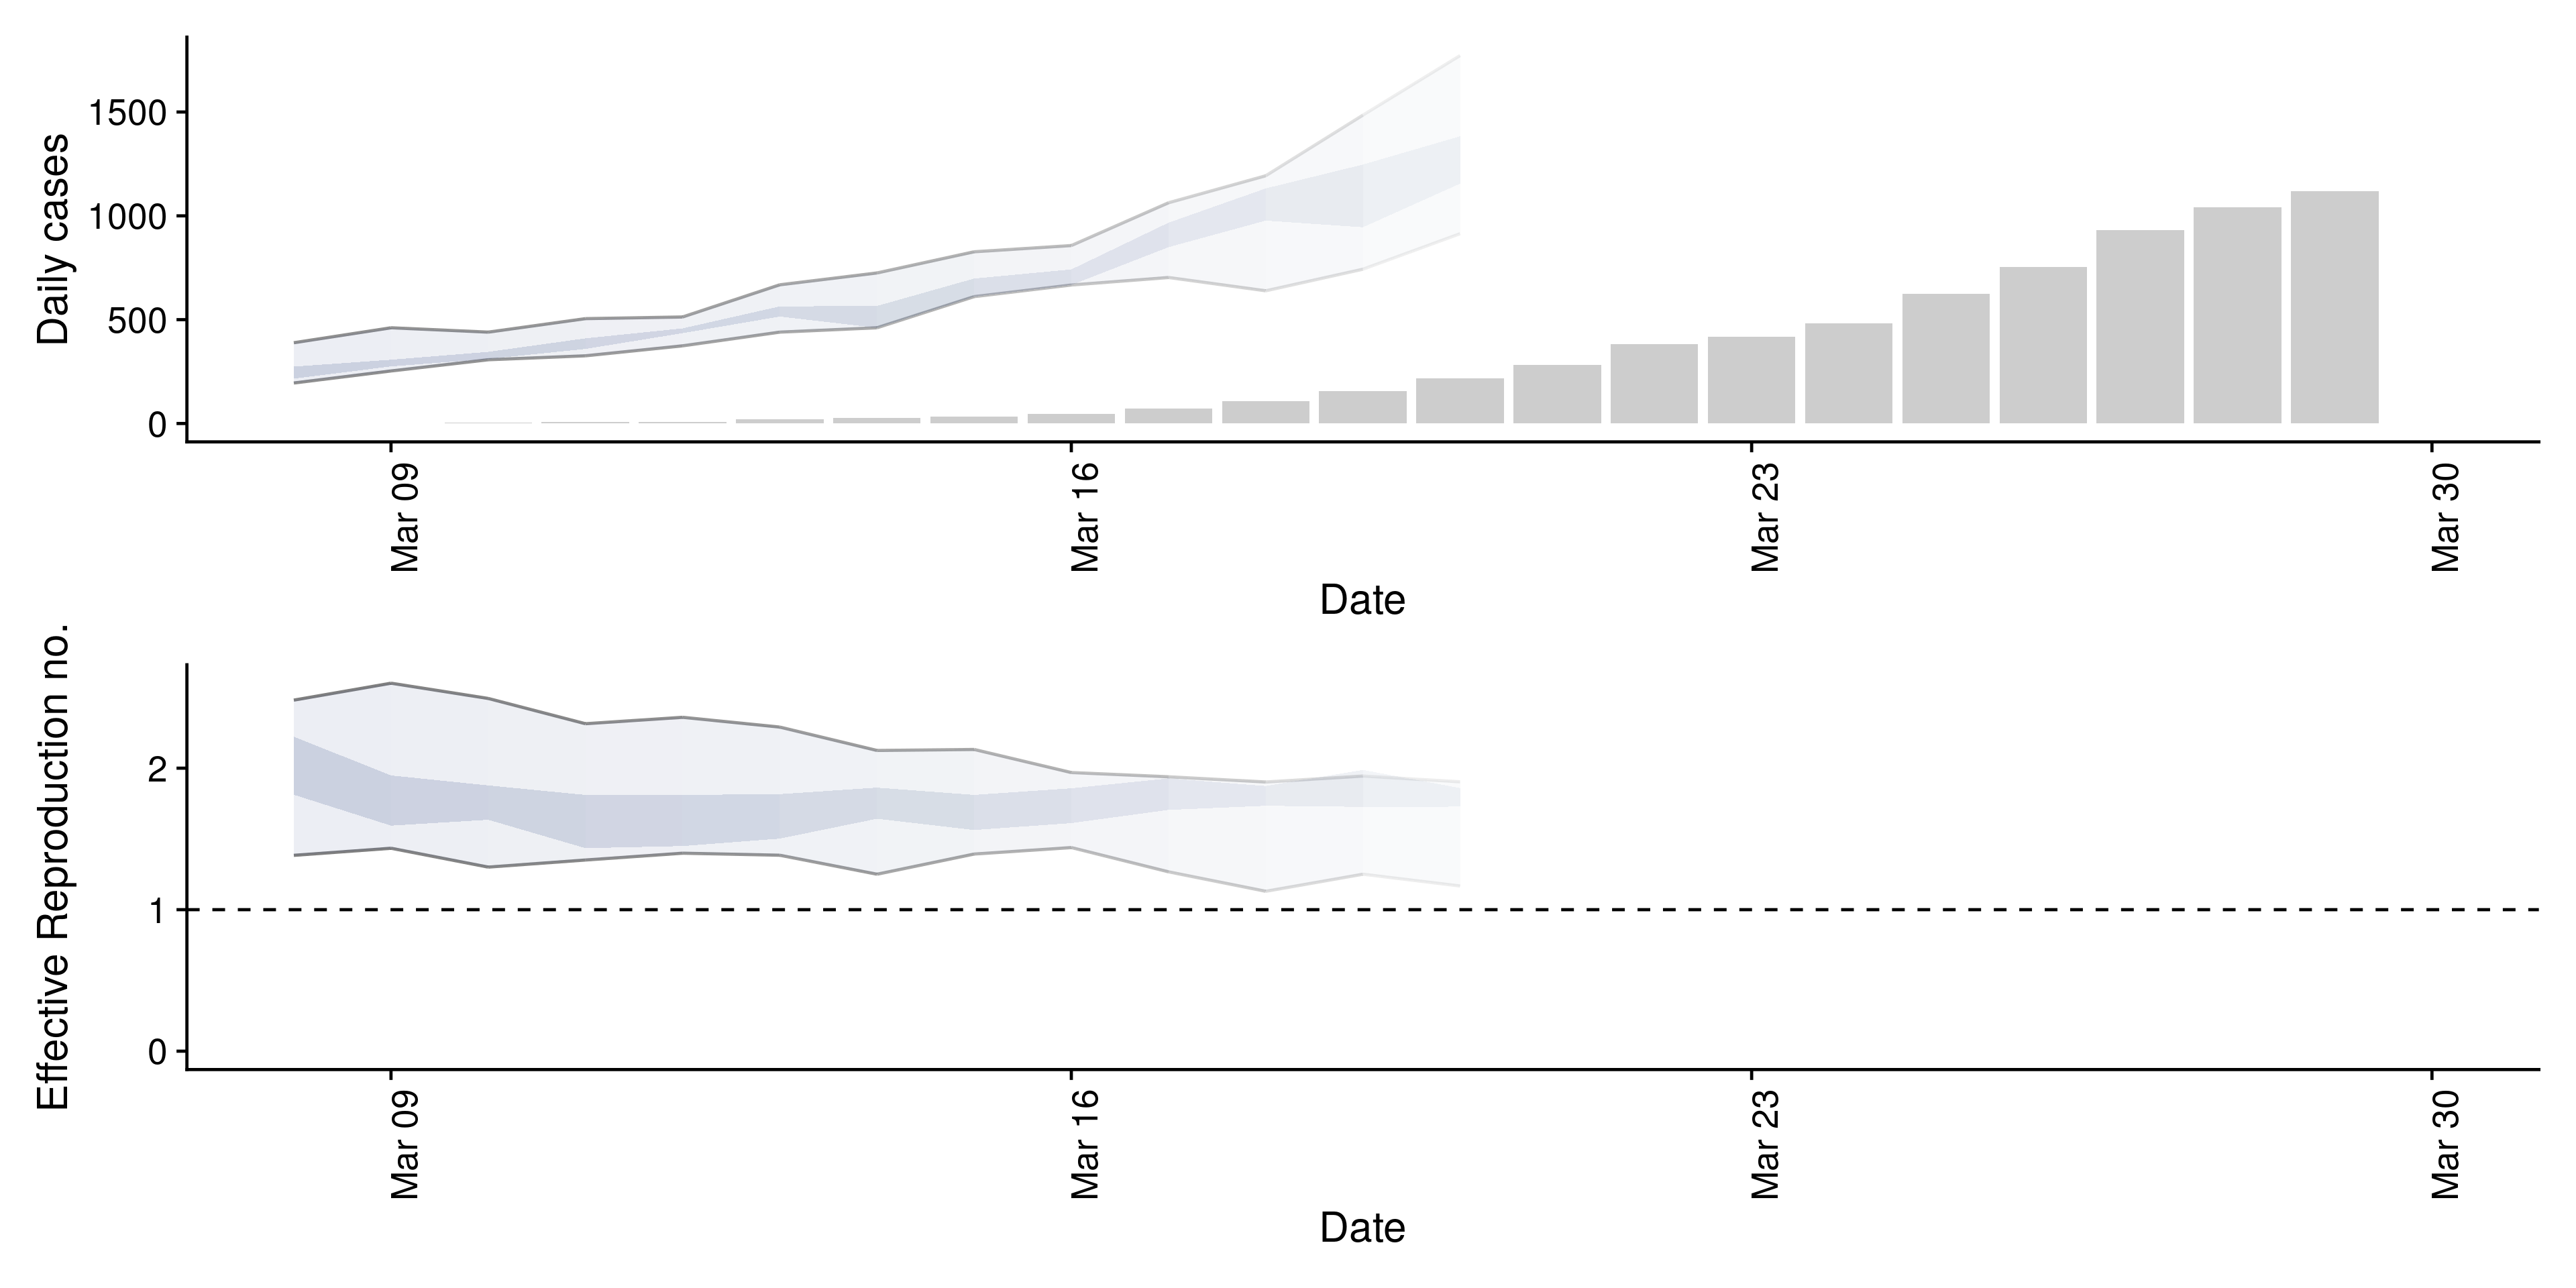 Daily cases
1500
1000
500
0
Mar 09
Mar 16
Mar 23
Mar 30
Date
Effective Reproduction no.
2
1
0
Mar 09
Mar 16
Mar 23
Mar 30
Date